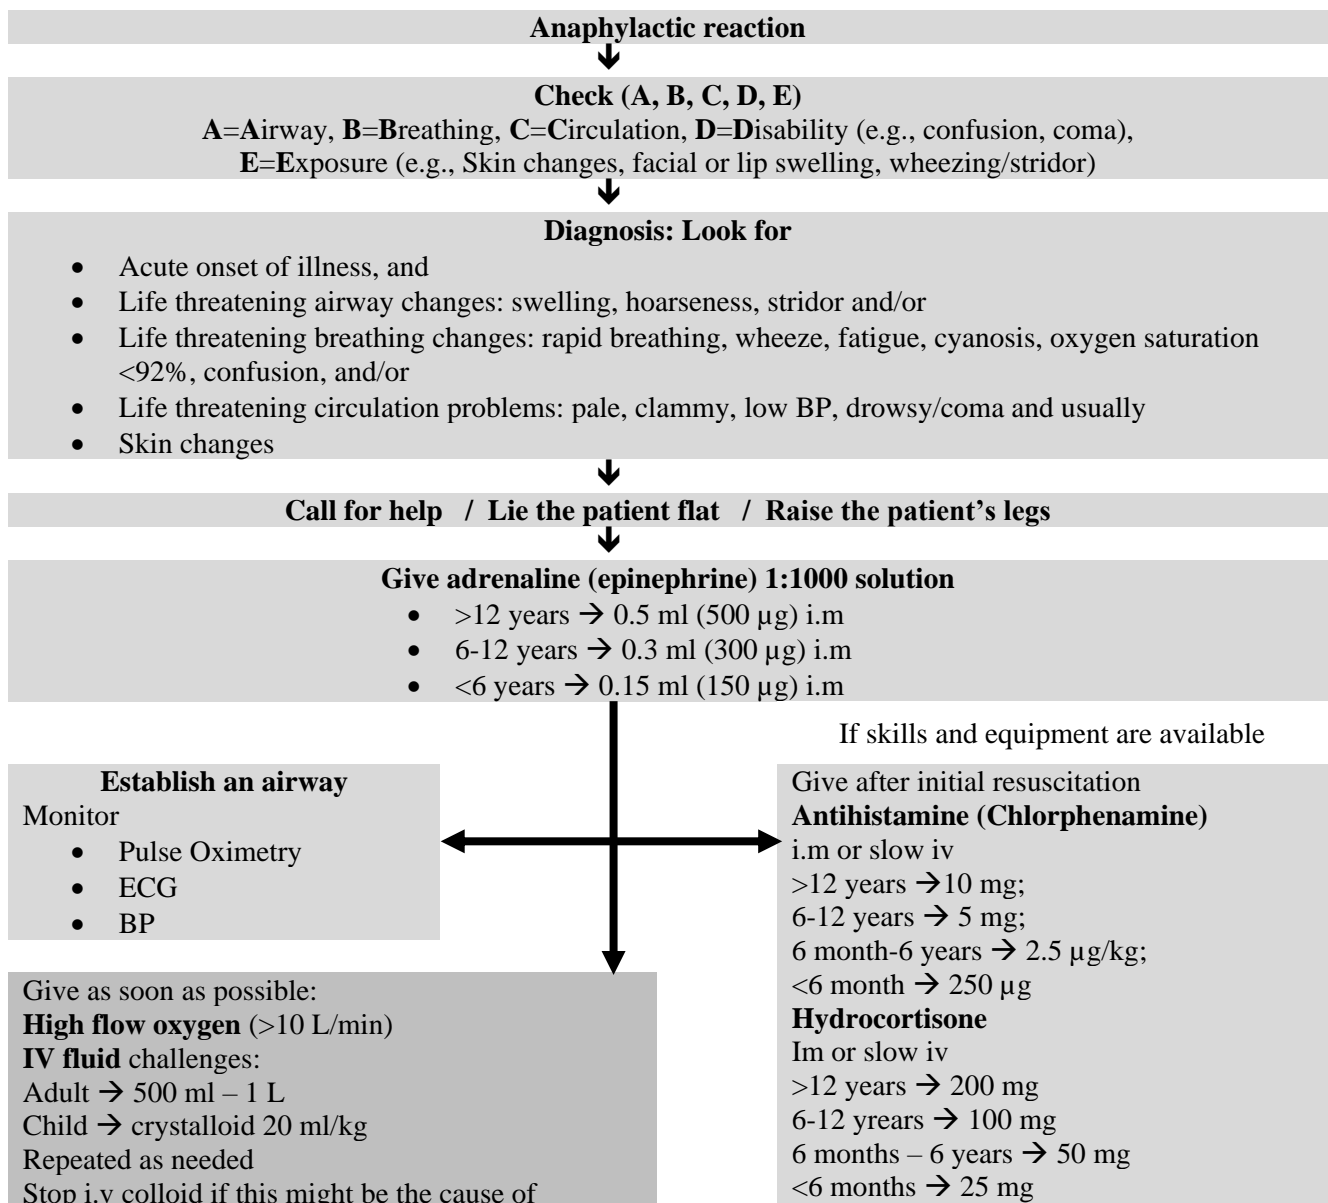 Anaphylactic reaction
Check (A, B, C, D, E)
A=Airway, B=Breathing, C=Circulation, D=Disability (e.g., confusion, coma),
E=Exposure (e.g., Skin changes, facial or lip swelling, wheezing/stridor)
Diagnosis: Look for
• Acute onset of illness, and
• Life threatening airway changes: swelling, hoarseness, stridor and/or
• Life threatening breathing changes: rapid breathing, wheeze, fatigue, cyanosis, oxygen saturation
<92%, confusion, and/or
• Life threatening circulation problems: pale, clammy, low BP, drowsy/coma and usually
• Skin changes
Call for help / Lie the patient flat / Raise the patient's legs
Give adrenaline (epinephrine) 1:1000 solution
• >12 years → 0.5 ml (500 µg) i.m
• 6-12 years → 0.3 ml (300 µg) i.m
• <6 years → 0.15 ml (150 µg) i.m
If skills and equipment are available
Establish an airway
Monitor
• Pulse Oximetry
• ECG
• BP
Give after initial resuscitation
Antihistamine (Chlorphenamine)
i.m or slow iv
>12 years →10 mg;
6-12 years → 5 mg;
6 month-6 years → 2.5 µg/kg;
<6 month → 250 µg
Hydrocortisone
Im or slow iv
>12 years → 200 mg
6-12 yrears → 100 mg
6 months – 6 years → 50 mg
<6 months → 25 mg
Give as soon as possible:
High flow oxygen (>10 L/min)
IV fluid challenges:
Adult → 500 ml – 1 L
Child → crystalloid 20 ml/kg
Repeated as needed
Stop i.v colloid if this might be the cause of